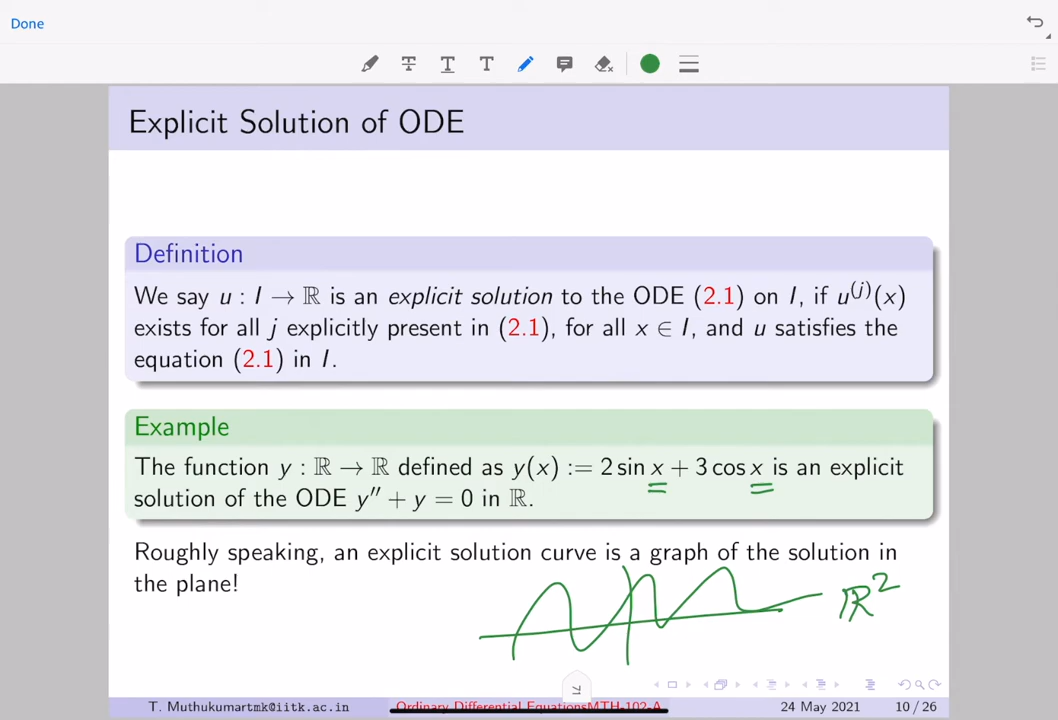 Done
Explicit Solution of ODE
Definition
We say u : I → ℝ is an explicit solution to the ODE (2.1) on I, if u^(j)(x)
exists for all j explicitly present in (2.1), for all x ∈ I, and u satisfies the
equation (2.1) in I.
Example
The function y : ℝ → ℝ defined as y(x) := 2 sin x + 3 cos x is an explicit
solution of the ODE y″ + y = 0 in ℝ.
Roughly speaking, an explicit solution curve is a graph of the solution in
the plane!
ℝ²
T. Muthukumar tmk@iitk.ac.in Ordinary Differential EquationsMTH-102-A 24 May 2021 10 / 26